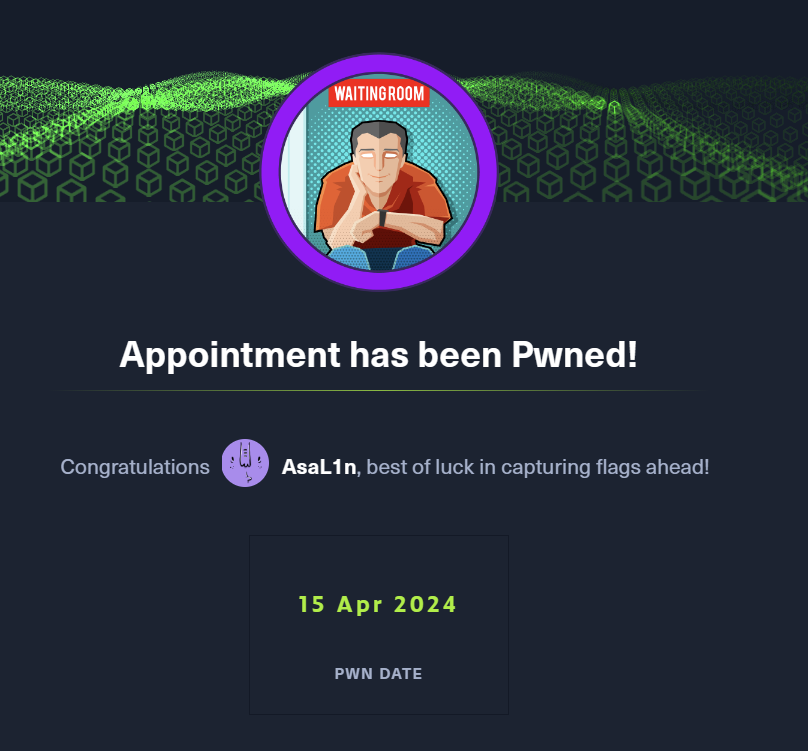 WAITING ROOM
Appointment has been Pwned!
Congratulations AsaL1n, best of luck in capturing flags ahead!
15 Apr 2024
PWN DATE